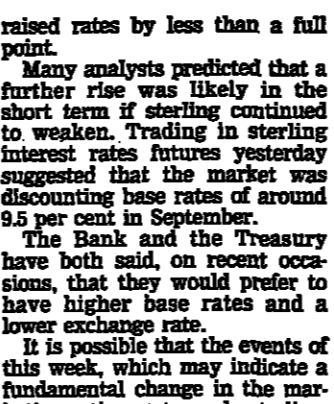 raised rates by less than a full
point.
Many analysts predicted that a
further rise was likely in the
short term if sterling continued
to weaken. Trading in sterling
interest rates futures yesterday
suggested that the market was
discounting base rates of around
9.5 per cent in September.
The Bank and the Treasury
have both said, on recent occa-
sions, that they would prefer to
have higher base rates and a
lower exchange rate.
It is possible that the events of
this week, which may indicate a
fundamental change in the mar-